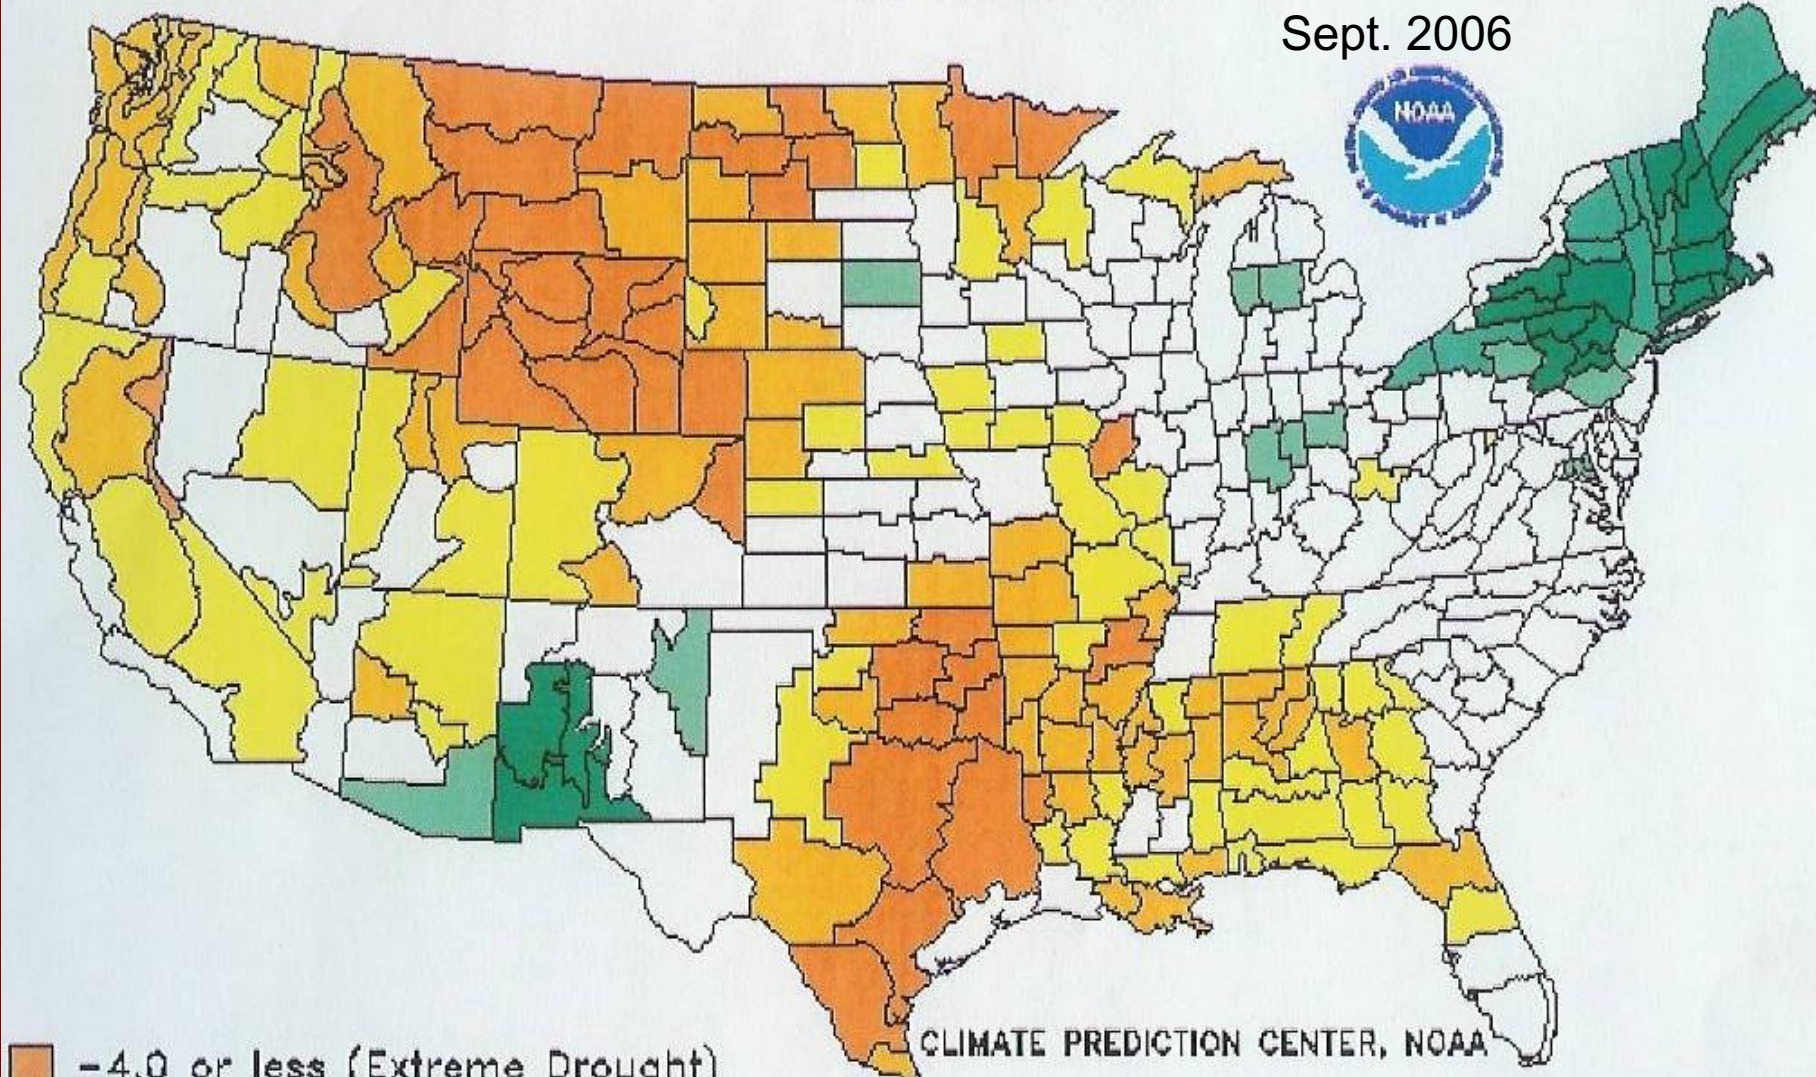 Sept. 2006
NOAA
CLIMATE PREDICTION CENTER, NOAA
-4.0 or less (Extreme Drought)